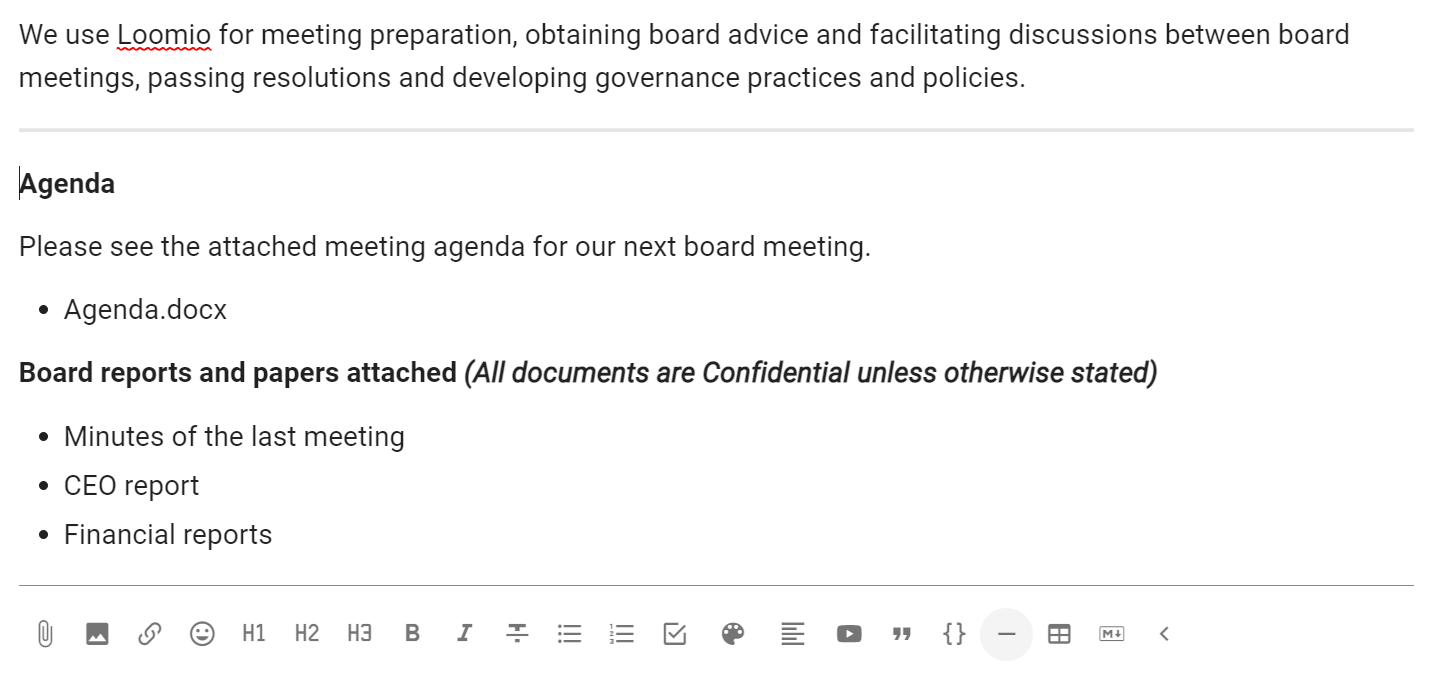 We use Loomio for meeting preparation, obtaining board advice and facilitating discussions between board
meetings, passing resolutions and developing governance practices and policies.
Agenda
Please see the attached meeting agenda for our next board meeting.
• Agenda.docx
Board reports and papers attached (All documents are Confidential unless otherwise stated)
• Minutes of the last meeting
• CEO report
• Financial reports
H1 H2 H3 B I {} M↓